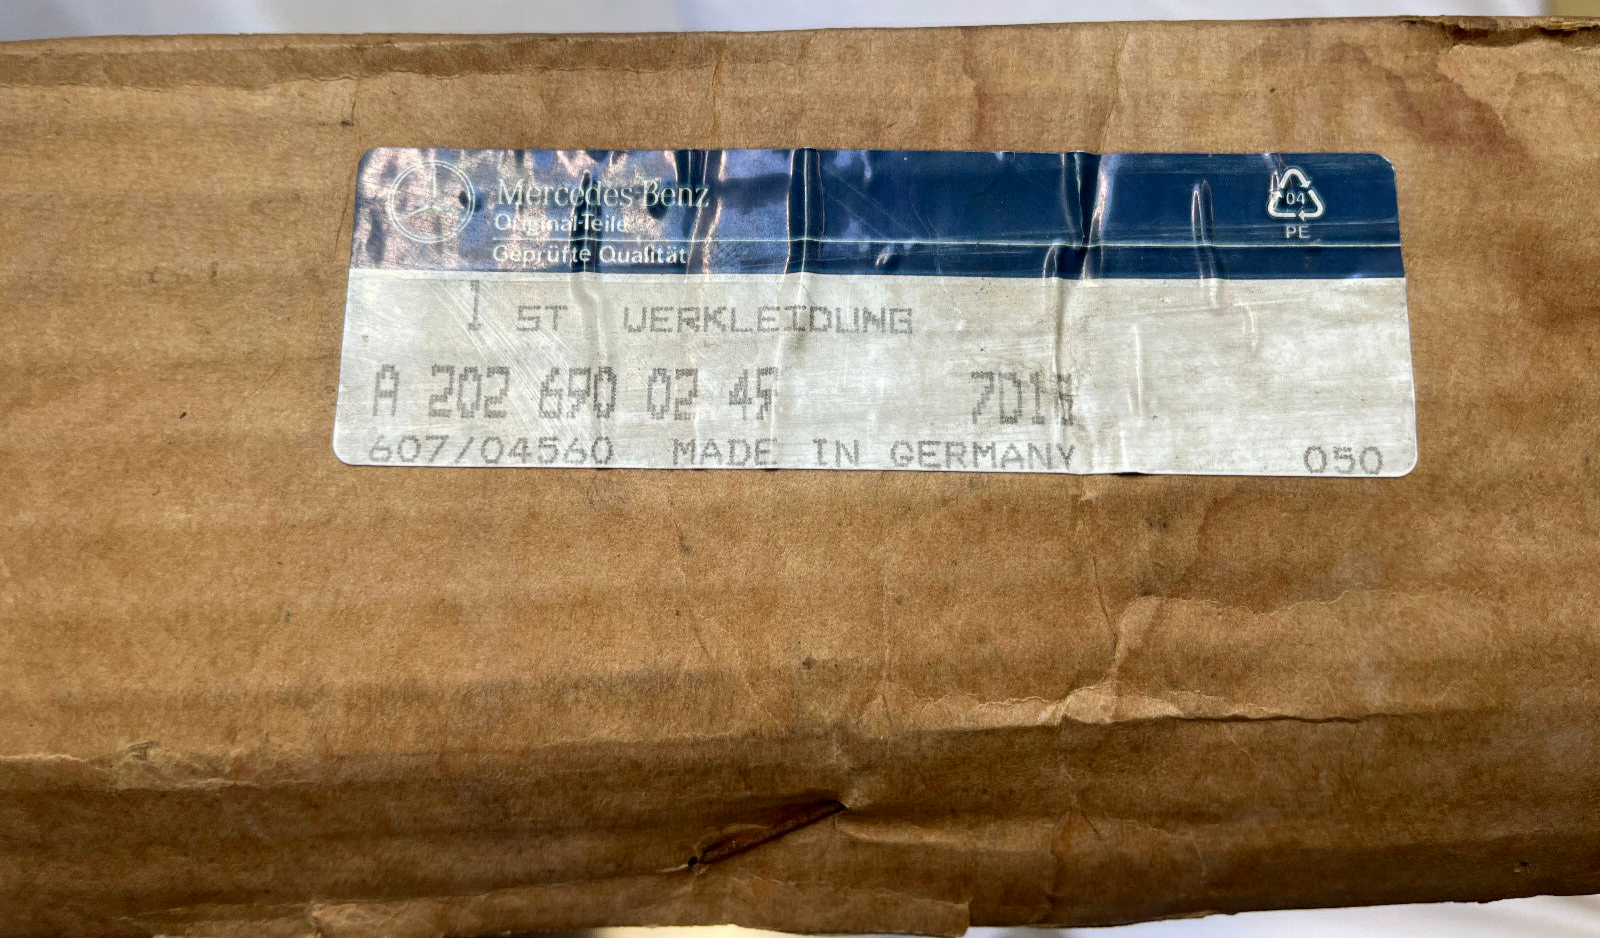 Mercedes-Benz
Original-Teile
Geprüfte Qualität
04
PE
1 ST VERKLEIDUNG
A 202 690 02
607/04560 MADE IN GERMANY 050